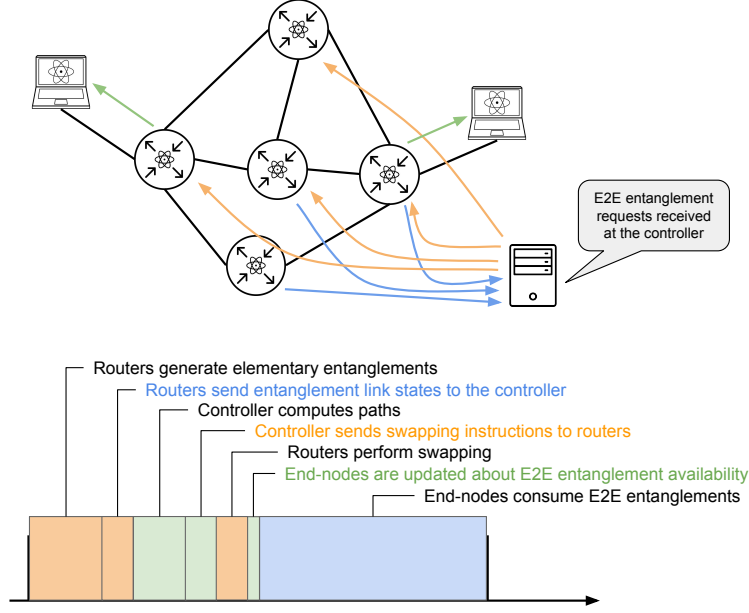 E2E entanglement
requests received
at the controller
Routers generate elementary entanglements
Routers send entanglement link states to the controller
Controller computes paths
Controller sends swapping instructions to routers
Routers perform swapping
End-nodes are updated about E2E entanglement availability
End-nodes consume E2E entanglements